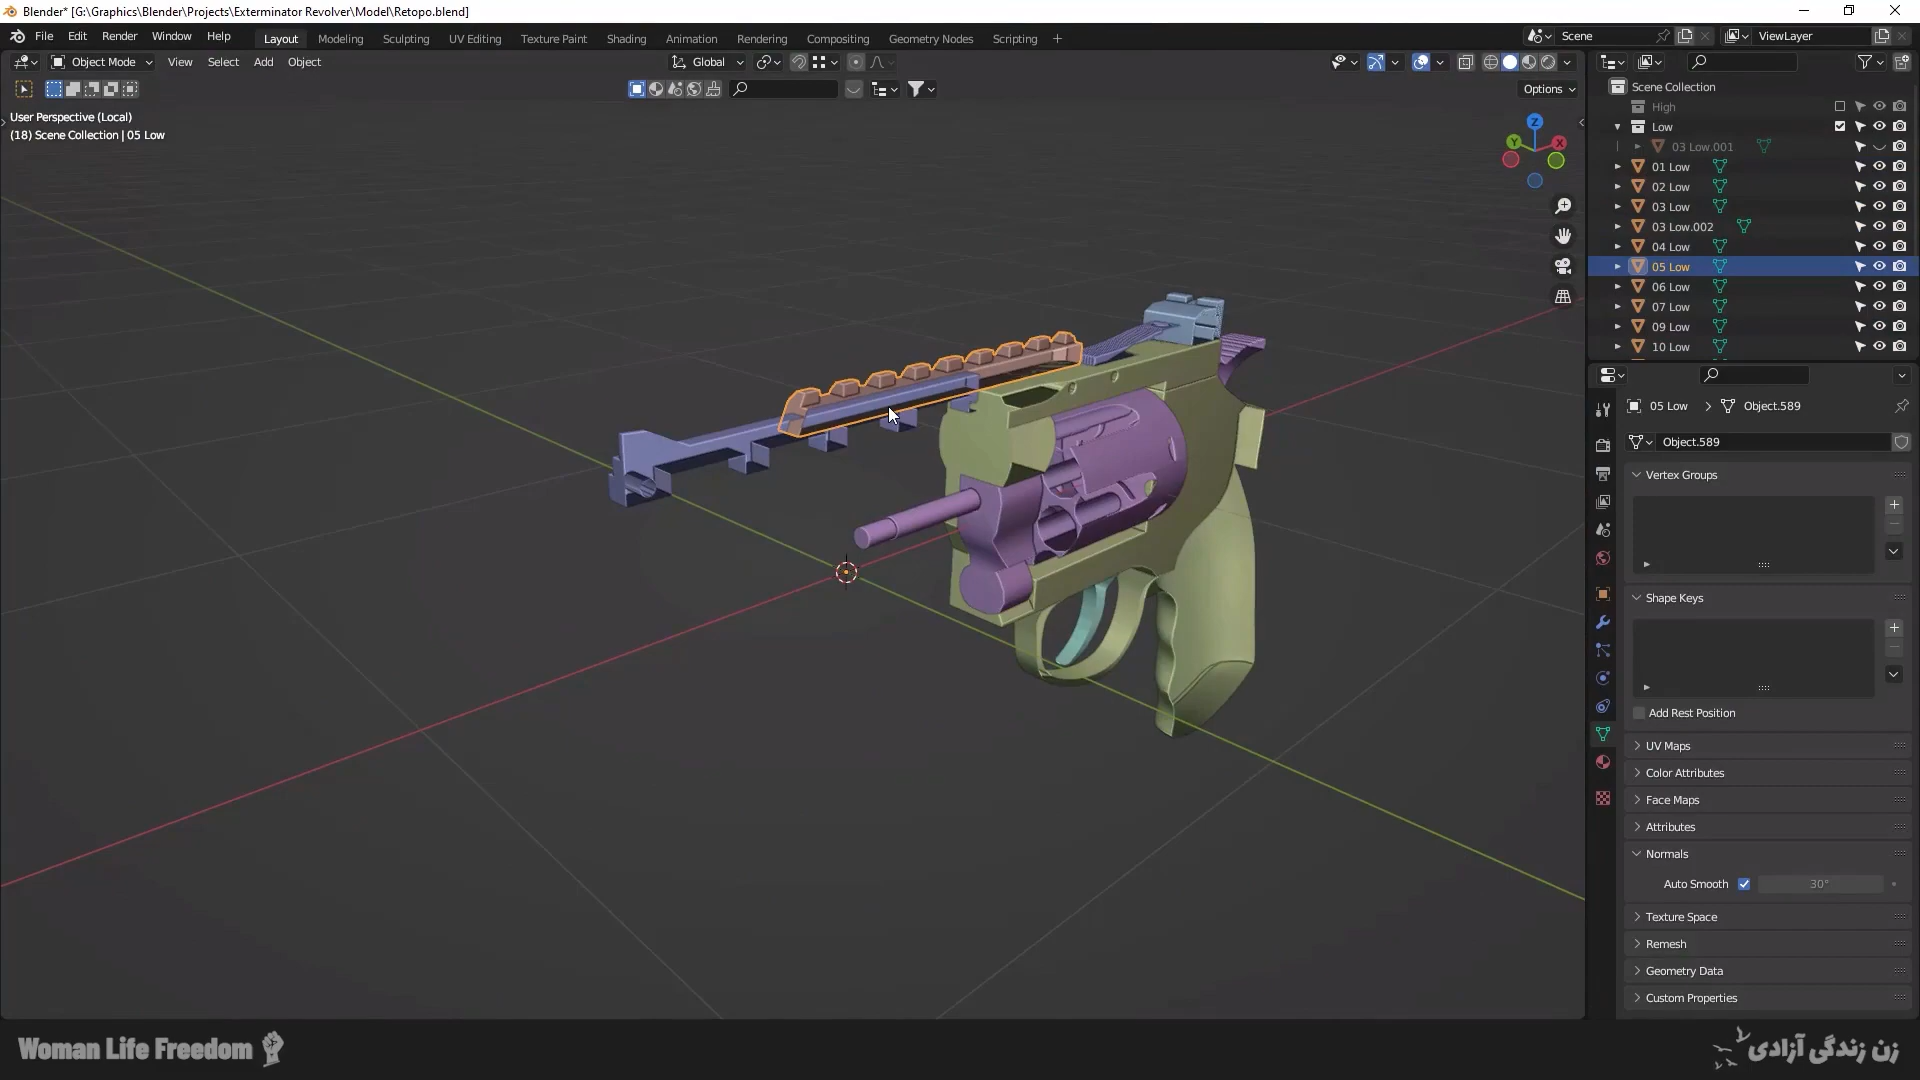 Blender* [G:\Graphics\Blender\Projects\Exterminator Revolver\Model\Retopo.blend]
File Edit Render Window Help Layout Modeling Sculpting UV Editing Texture Paint Shading Animation Rendering Compositing Geometry Nodes Scripting + Scene ViewLayer
Object Mode View Select Add Object Global
Options
User Perspective (Local)
(18) Scene Collection | 05 Low
Z
Y X
Scene Collection
High
Low
03 Low.001
01 Low
02 Low
03 Low
03 Low.002
04 Low
05 Low
06 Low
07 Low
09 Low
10 Low
05 Low > Object.589
Object.589
Vertex Groups
Shape Keys
Add Rest Position
UV Maps
Color Attributes
Face Maps
Attributes
Normals
Auto Smooth 30°
Texture Space
Remesh
Geometry Data
Custom Properties
Woman Life Freedom
زن زندگی آزادی